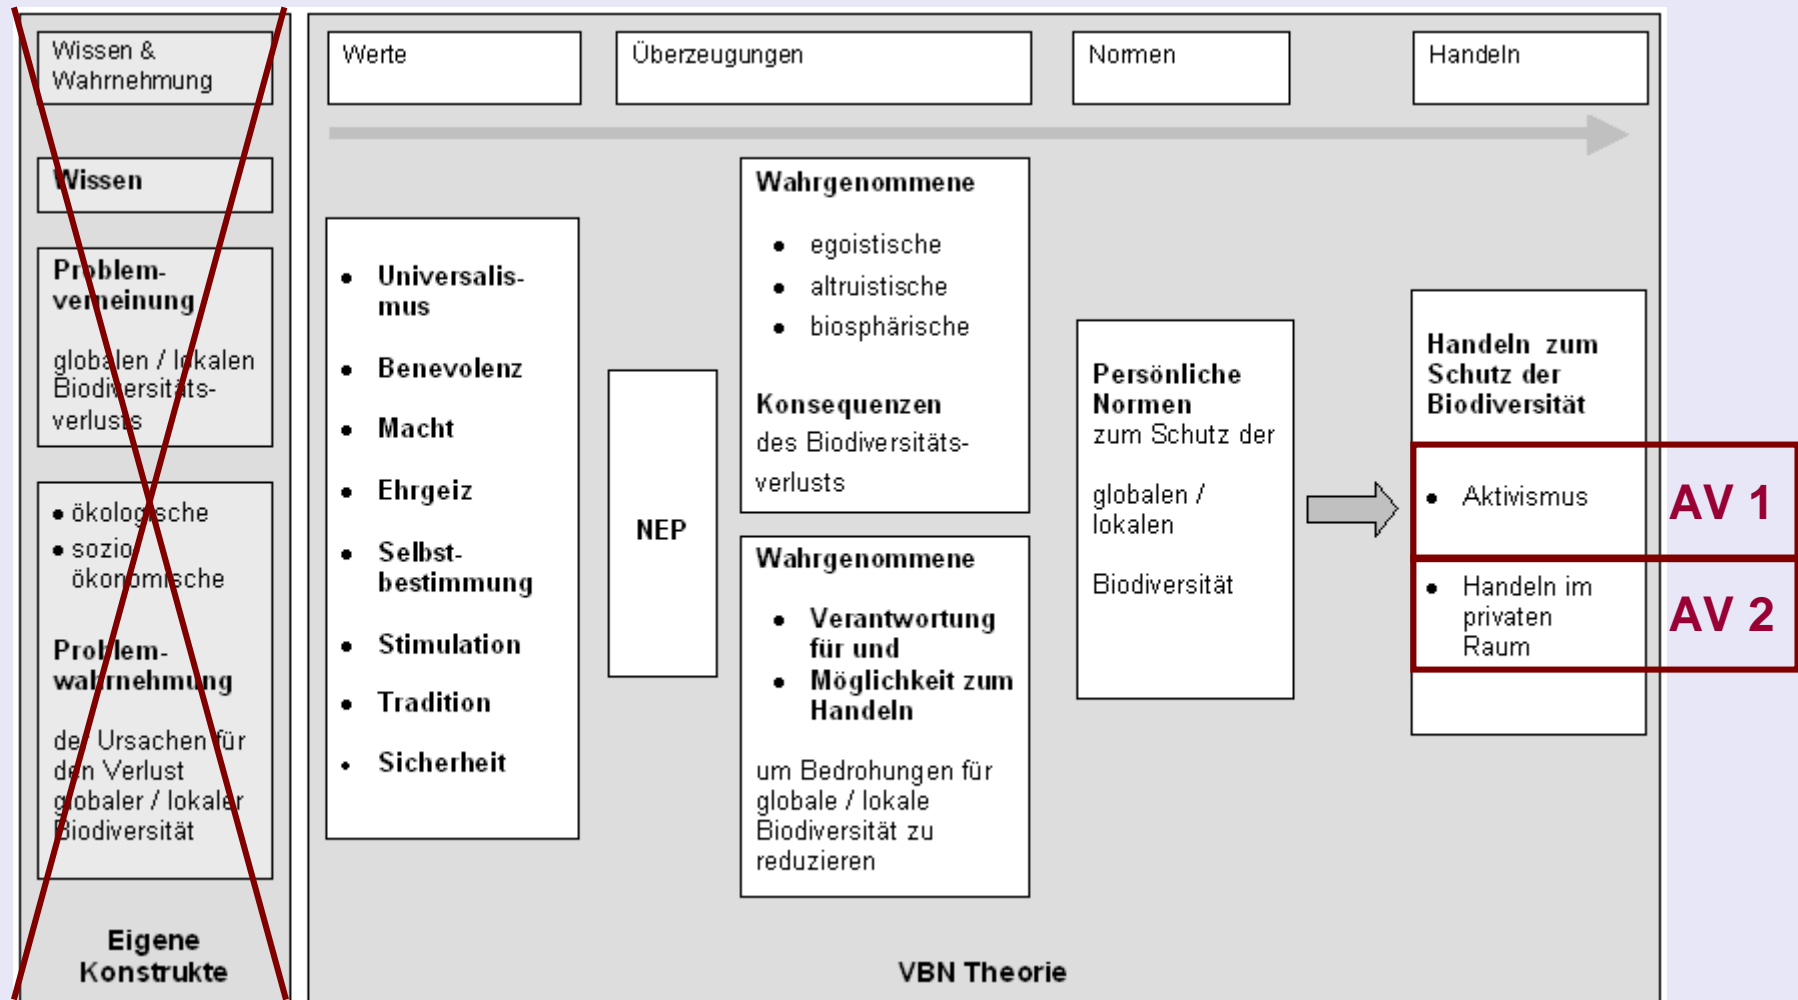 Wissen &
Wahrnehmung
Wissen
Problem-
verneinung
globalen / lokalen
Biodiversitäts-
verlusts
● ökologische
● sozio-
ökonomische
Problem-
wahrnehmung
der Ursachen für
den Verlust
globaler / lokaler
Biodiversität
Eigene
Konstrukte
Werte
Überzeugungen
Normen
Handeln
● Universalis-
mus
● Benevolenz
● Macht
● Ehrgeiz
● Selbst-
bestimmung
● Stimulation
● Tradition
● Sicherheit
NEP
Wahrgenommene
● egoistische
● altruistische
● biosphärische
Konsequenzen
des Biodiversitäts-
verlusts
Wahrgenommene
● Verantwortung
für und
● Möglichkeit zum
Handeln
um Bedrohungen für
globale / lokale
Biodiversität zu
reduzieren
Persönliche
Normen
zum Schutz der
globalen /
lokalen
Biodiversität
Handeln zum
Schutz der
Biodiversität
● Aktivismus
AV 1
● Handeln im
privaten
Raum
AV 2
VBN Theorie